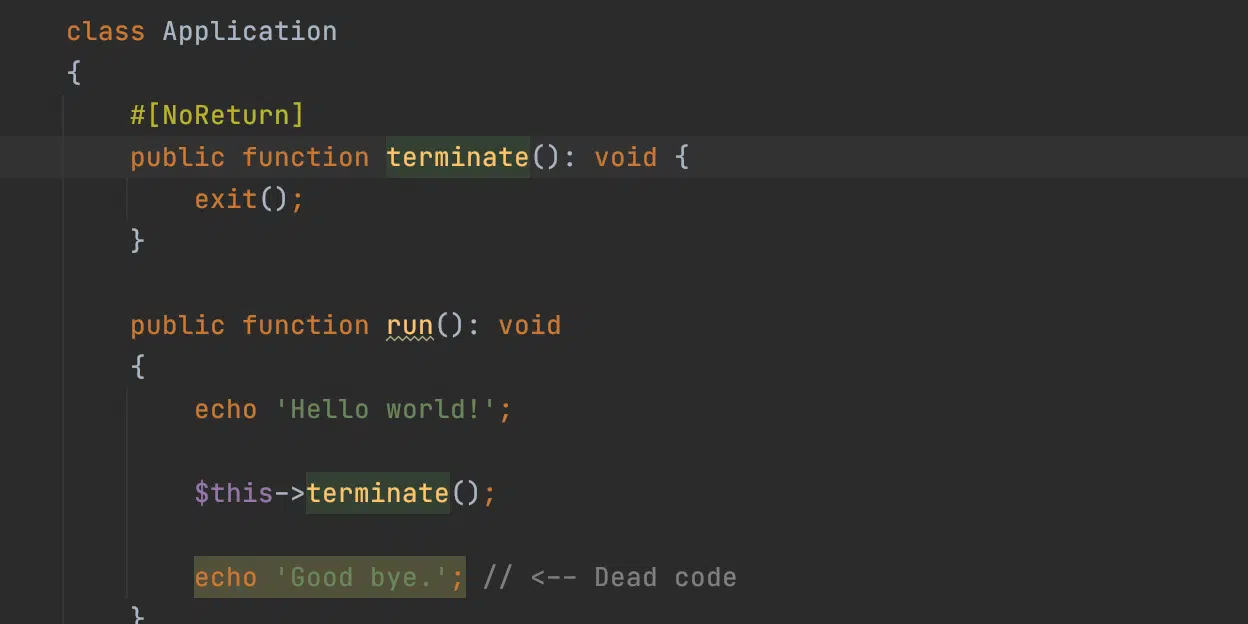 class Application
{
    #[NoReturn]
    public function terminate(): void {
        exit();
    }

    public function run(): void
    {
        echo 'Hello world!';

        $this->terminate();

        echo 'Good bye.'; // <-- Dead code
    }